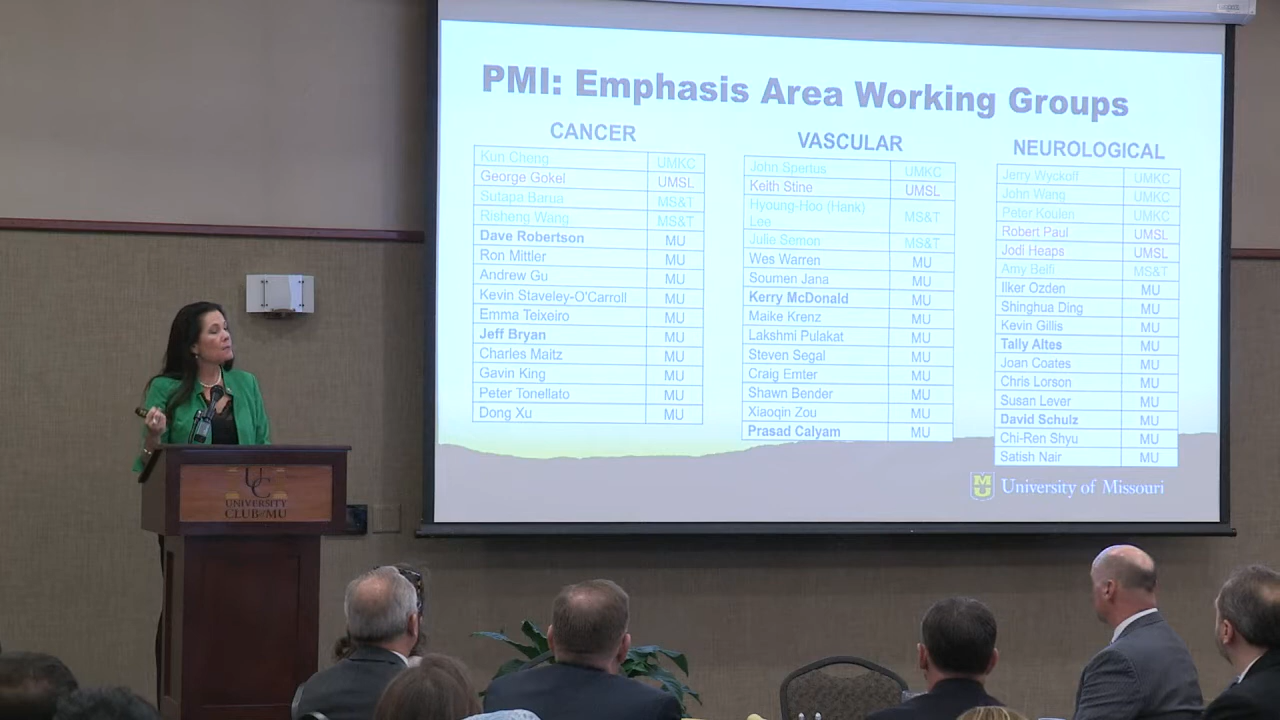 PMI: Emphasis Area Working Groups
CANCER
Kun Cheng UMKC
George Gokel UMSL
Sutapa Barua MS&T
Risheng Wang MS&T
Dave Robertson MU
Ron Mittler MU
Andrew Gu MU
Kevin Staveley-O'Carroll MU
Emma Teixeiro MU
Jeff Bryan MU
Charles Maitz MU
Gavin King MU
Peter Tonellato MU
Dong Xu MU
VASCULAR
John Spertus UMKC
Keith Stine UMSL
Hyoung-Hoo (Hank)
Lee MS&T
Julie Semon MS&T
Wes Warren MU
Soumen Jana MU
Kerry McDonald MU
Maike Krenz MU
Lakshmi Pulakat MU
Steven Segal MU
Craig Emter MU
Shawn Bender MU
Xiaoqin Zou MU
Prasad Calyam MU
NEUROLOGICAL
Jerry Wyckoff UMKC
John Wang UMKC
Peter Koulen UMKC
Robert Paul UMSL
Jodi Heaps UMSL
Amy Belfi MS&T
Ilker Ozden MU
Shinghua Ding MU
Kevin Gillis MU
Tally Altes MU
Joan Coates MU
Chris Lorson MU
Susan Lever MU
David Schulz MU
Chi-Ren Shyu MU
Satish Nair MU
MU University of Missouri
UC
UNIVERSITY
CLUB of MU